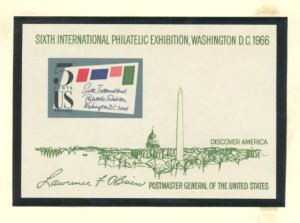 SIXTH INTERNATIONAL PHILATELIC EXHIBITION, WASHINGTON D.C. 1966
5
CENTS
US
POSTAGE
Sixth International
Philatelic Exhibition
Washington D.C.
DISCOVER AMERICA
Lawrence F. O'Brien
POSTMASTER GENERAL OF THE UNITED STATES